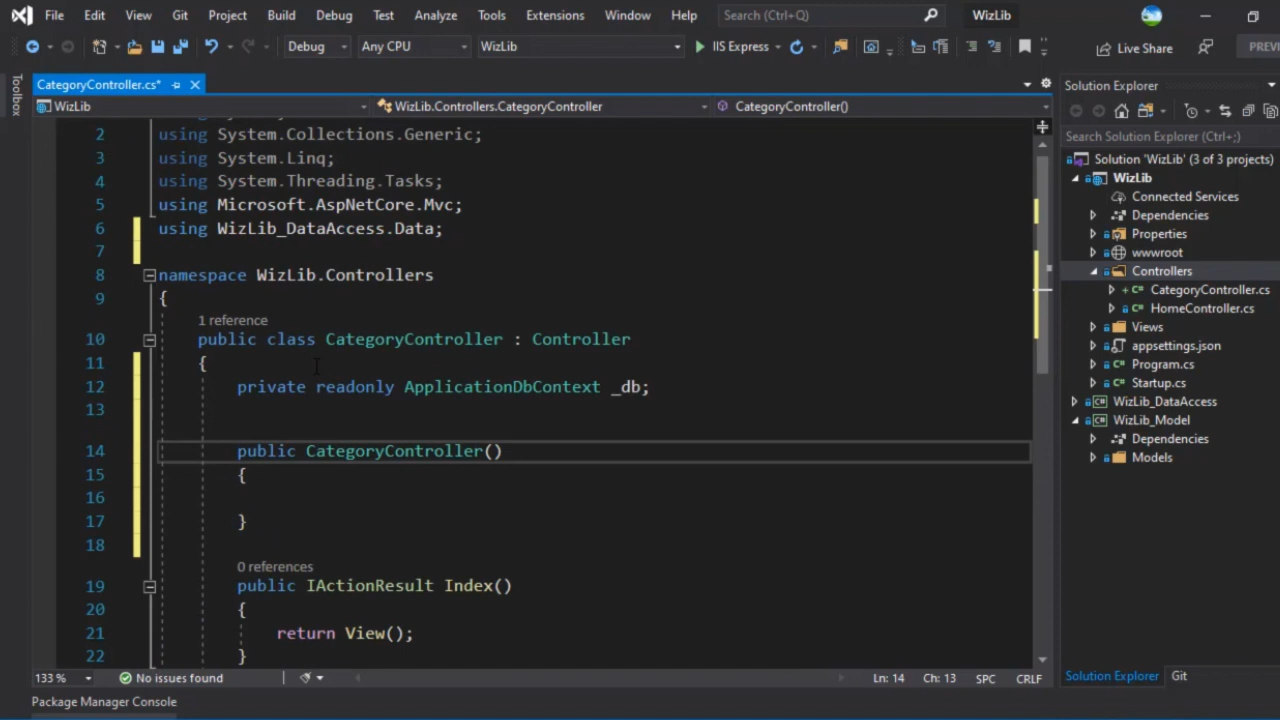 File Edit View Git Project Build Debug Test Analyze Tools Extensions Window Help Search (Ctrl+Q) WizLib
Debug Any CPU WizLib IIS Express Live Share PREVI
Toolbox
CategoryController.cs*
Solution Explorer
WizLib WizLib.Controllers.CategoryController CategoryController()
2 using System.Collections.Generic;
3 using System.Linq;
4 using System.Threading.Tasks;
5 using Microsoft.AspNetCore.Mvc;
6 using WizLib_DataAccess.Data;
7
8 namespace WizLib.Controllers
9 {
1 reference
10 public class CategoryController : Controller
11 {
12 private readonly ApplicationDbContext _db;
13
14 public CategoryController()
15 {
16
17 }
18
0 references
19 public IActionResult Index()
20 {
21 return View();
22 }
133 % No issues found Ln: 14 Ch: 13 SPC CRLF
Package Manager Console
Search Solution Explorer (Ctrl+;)
Solution 'WizLib' (3 of 3 projects)
WizLib
Connected Services
Dependencies
Properties
wwwroot
Controllers
CategoryController.cs
HomeController.cs
Views
appsettings.json
Program.cs
Startup.cs
WizLib_DataAccess
WizLib_Model
Dependencies
Models
Solution Explorer Git